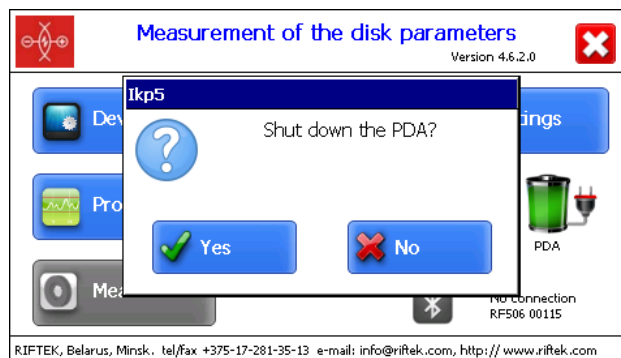 Measurement of the disk parameters
Version 4.6.2.0
Ikp5
Shut down the PDA?
Yes
No
PDA
RF506 00115
RIFTEK, Belarus, Minsk. tel/fax +375-17-281-35-13 e-mail: info@riftek.com, http://www.riftek.com